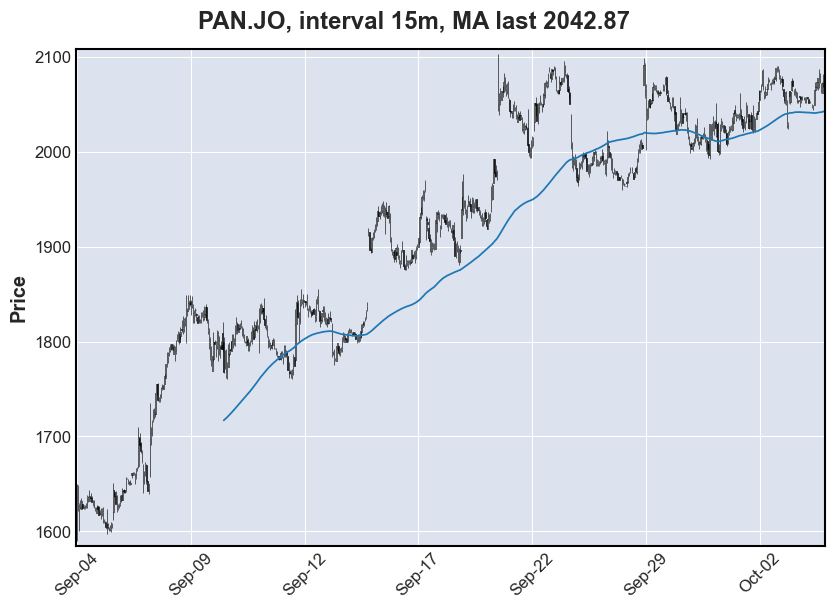 PAN.JO, interval 15m, MA last 2042.87
2100
2000
1900
1800
1700
1600
Price
Sep-04
Sep-09
Sep-12
Sep-17
Sep-22
Sep-29
Oct-02